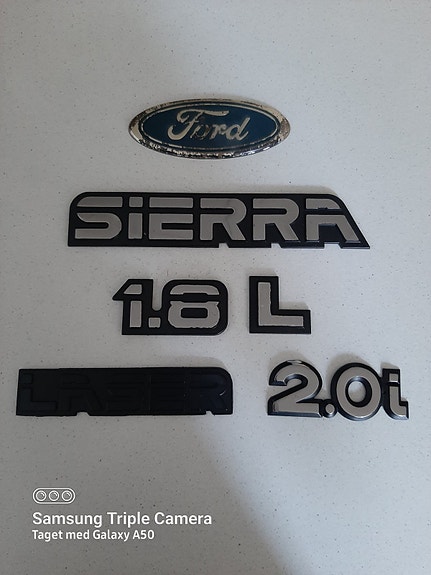 Ford
SiERRA
1.8 L
LASER 2.0i
Samsung Triple Camera
Taget med Galaxy A50